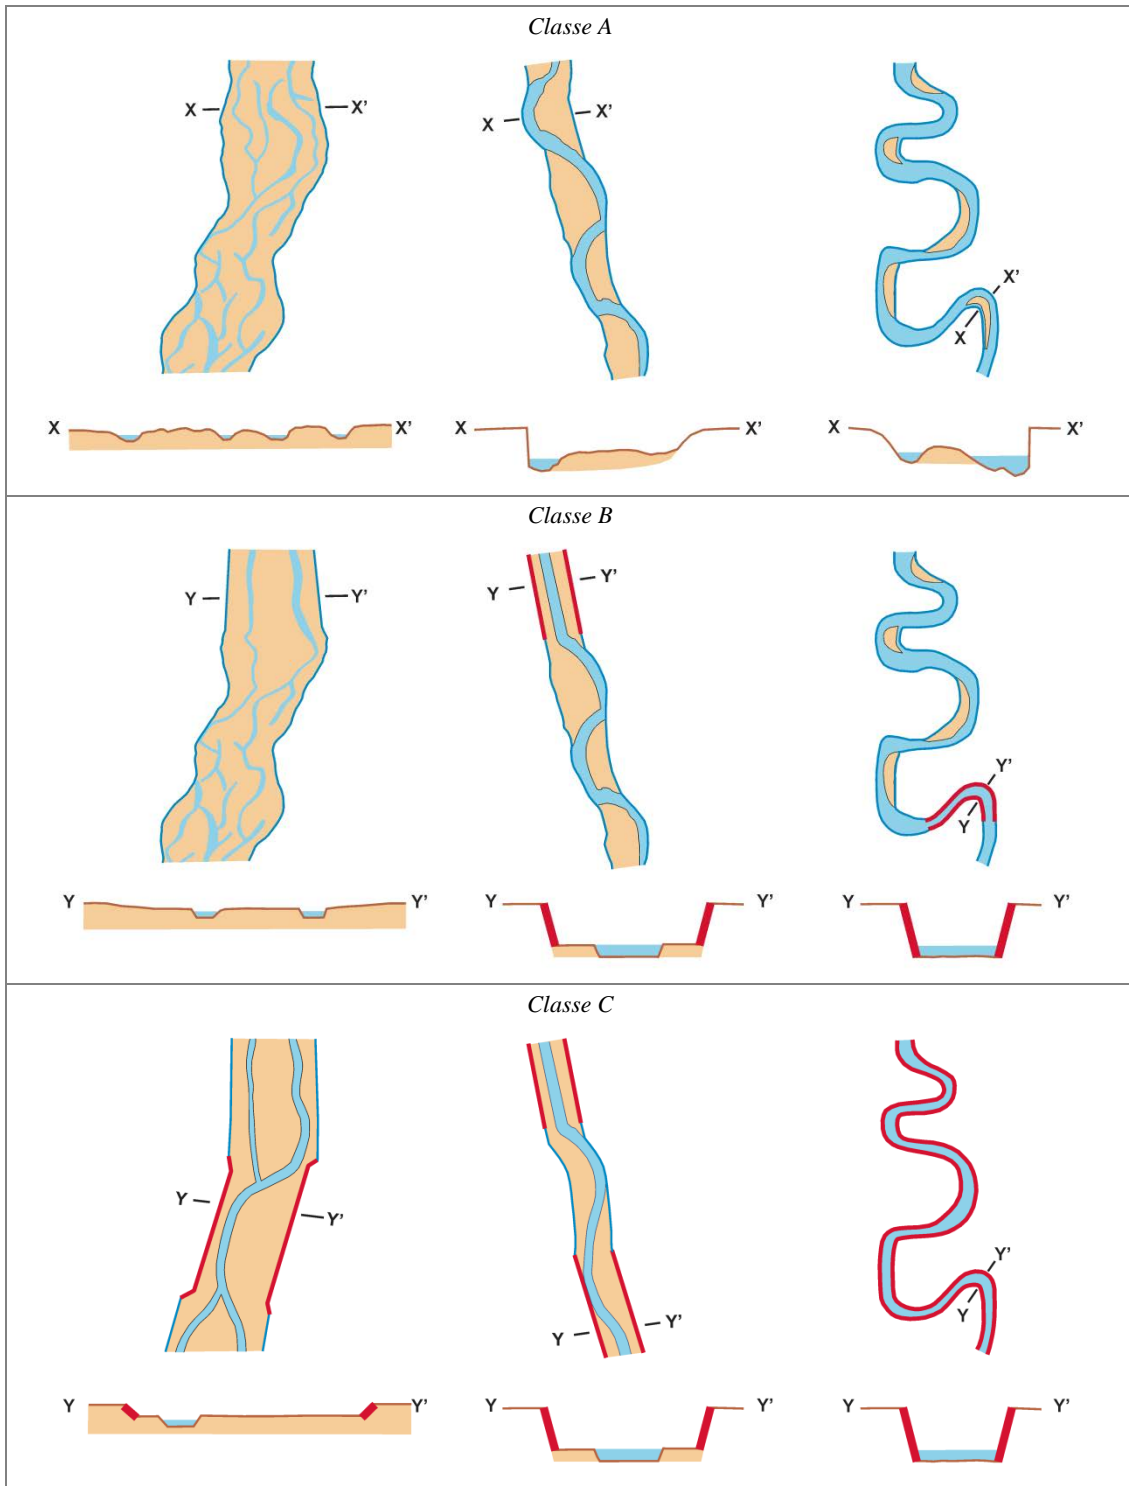 Classe A
X X' X X' X' X
X X' X X' X X'
Classe B
Y Y' Y Y' Y' Y
Y Y' Y Y' Y Y'
Classe C
Y Y' Y Y' Y' Y
Y Y' Y Y' Y Y'